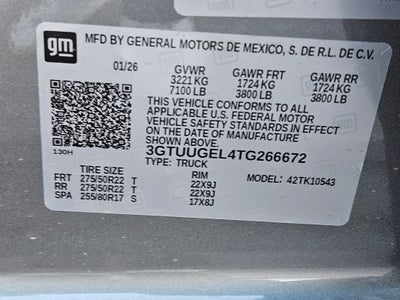 gm
MFD BY GENERAL MOTORS DE MEXICO, S. DE R.L. DE C.V.
01/26 GVWR GAWR FRT GAWR RR
3221 KG 1724 KG 1724 KG
7100 LB 3800 LB 3800 LB
THIS VEHICLE CONFORMS TO ALL
APPLICABLE U.S. FEDERAL MOTOR
VEHICLE SAFETY STANDARDS IN EFFECT
ON THE DATE OF MANUFACTURE
SHOWN ABOVE.
130H
3GTUUGEL4TG266672
TYPE: TRUCK
TIRE SIZE RIM MODEL: 42TK10543
FRT 275/50R22 T 22X9J
RR 275/50R22 T 22X9J
SPA 255/80R17 S 17X8J